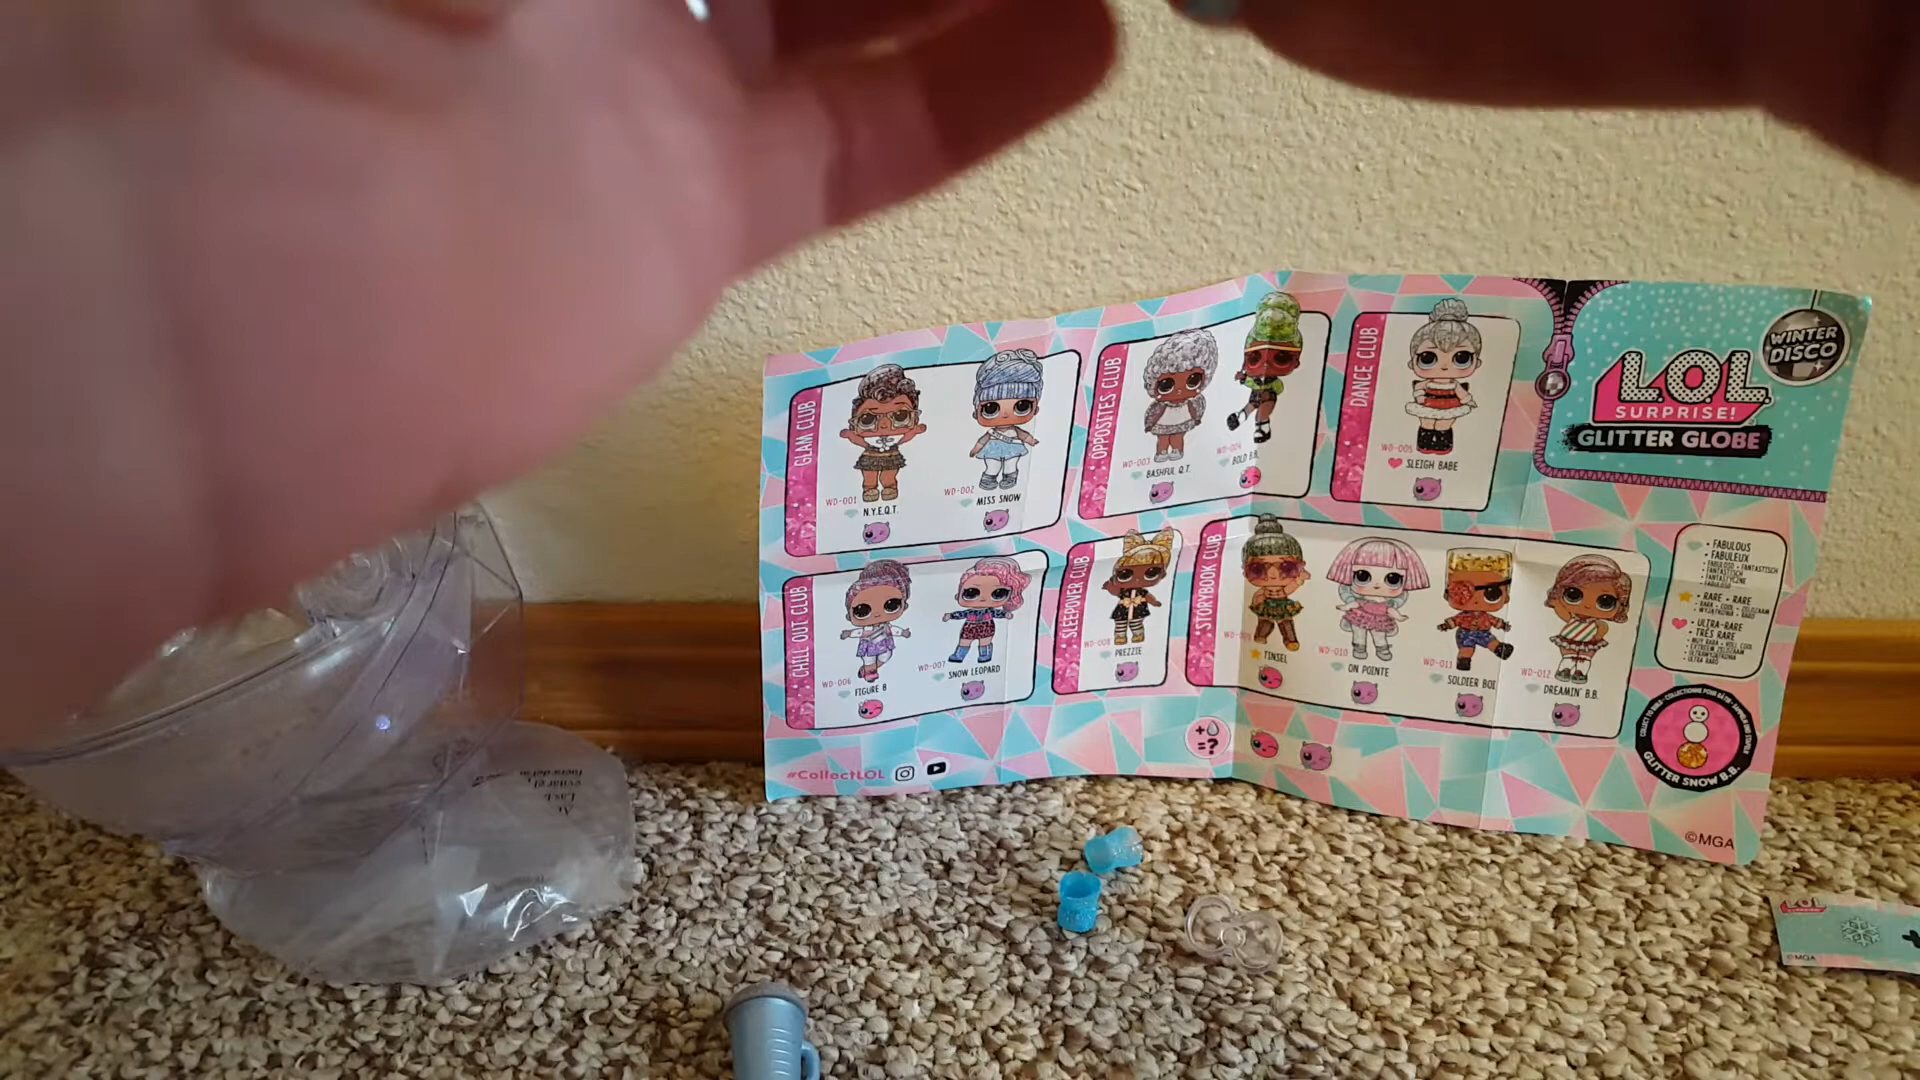 GLAM CLUB
WD-001
N.Y.E.Q.T.
WD-002
MISS SNOW
OPPOSITES CLUB
WD-003
BASHFUL Q.T.
WD-004
BOLD B.B.
DANCE CLUB
WD-005
SLEIGH BABE
L.O.L.
SURPRISE!
GLITTER GLOBE
WINTER
DISCO
CHILL OUT CLUB
WD-006
FIGURE 8
WD-007
SNOW LEOPARD
SLEEPOVER CLUB
WD-008
PREZZIE
STORYBOOK CLUB
TINSEL
WD-010
ON POINTE
WD-011
SOLDIER BOI
WD-012
DREAMIN' B.B.
• FABULOUS
• FABULEUX
• RARE • RARE
• ULTRA-RARE
TRÈS RARE
GLITTER SNOW B.B.
+
=?
#CollectLOL
©MGA
L.O.L.
©MGA